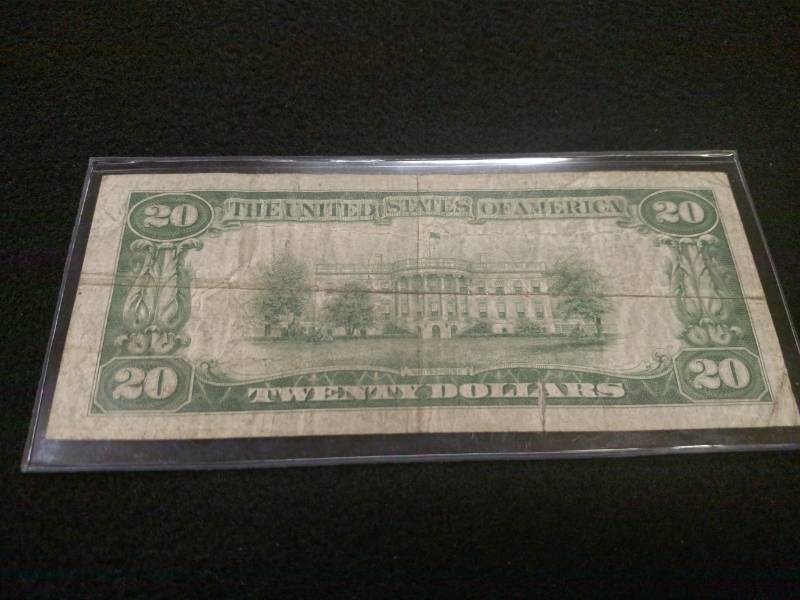 20 THE UNITED STATES OF AMERICA 20
20 TWENTY DOLLARS 20